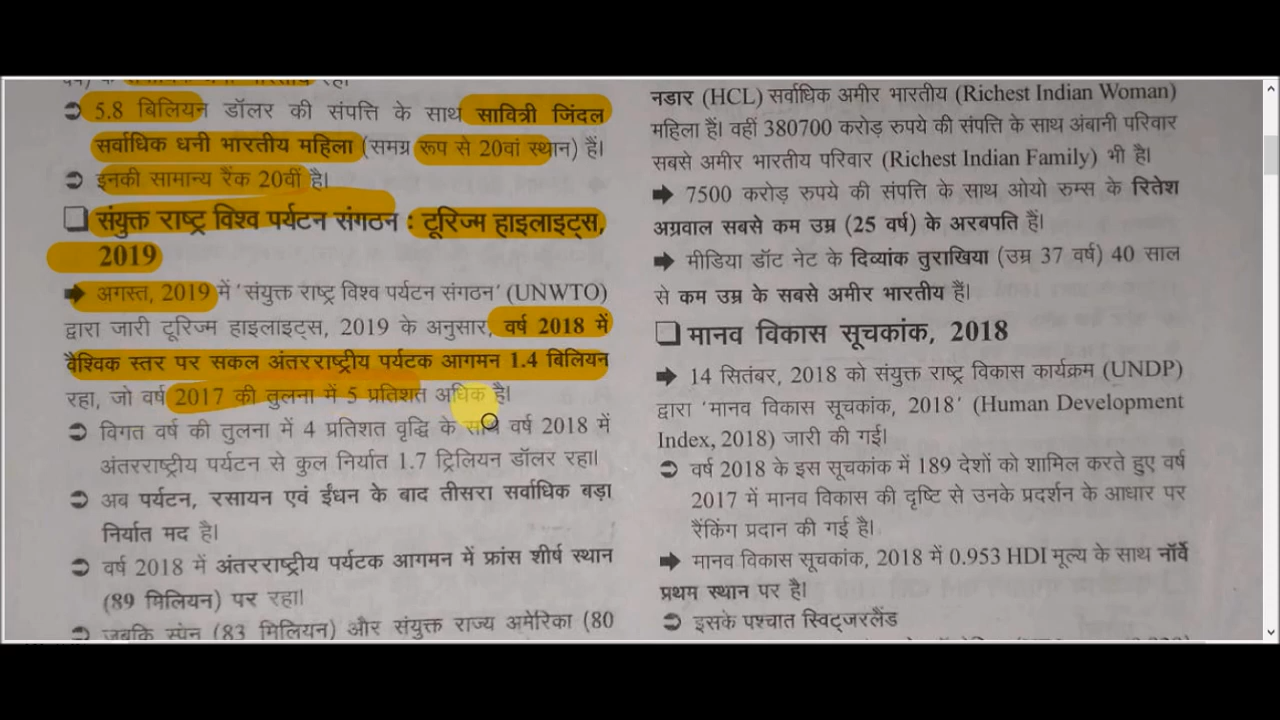 ⊃ 5.8 बिलियन डॉलर की संपत्ति के साथ सावित्री जिंदल
सर्वाधिक धनी भारतीय महिला (समग्र रूप से 20वां स्थान) हैं।
⊃ इनकी सामान्य रैंक 20वीं है।
❑ संयुक्त राष्ट्र विश्व पर्यटन संगठन : टूरिज्म हाइलाइट्स,
2019
➡ अगस्त, 2019 में 'संयुक्त राष्ट्र विश्व पर्यटन संगठन' (UNWTO)
द्वारा जारी टूरिज्म हाइलाइट्स, 2019 के अनुसार, वर्ष 2018 में
वैश्विक स्तर पर सकल अंतरराष्ट्रीय पर्यटक आगमन 1.4 बिलियन
रहा, जो वर्ष 2017 की तुलना में 5 प्रतिशत अधिक है।
⊃ विगत वर्ष की तुलना में 4 प्रतिशत वृद्धि के साथ वर्ष 2018 में
अंतरराष्ट्रीय पर्यटन से कुल निर्यात 1.7 ट्रिलियन डॉलर रहा।
⊃ अब पर्यटन, रसायन एवं ईंधन के बाद तीसरा सर्वाधिक बड़ा
निर्यात मद है।
⊃ वर्ष 2018 में अंतरराष्ट्रीय पर्यटक आगमन में फ्रांस शीर्ष स्थान
(89 मिलियन) पर रहा।
⊃ जबकि स्पेन (83 मिलियन) और संयुक्त राज्य अमेरिका (80
नडार (HCL) सर्वाधिक अमीर भारतीय (Richest Indian Woman)
महिला हैं। वहीं 380700 करोड़ रुपये की संपत्ति के साथ अंबानी परिवार
सबसे अमीर भारतीय परिवार (Richest Indian Family) भी है।
➡ 7500 करोड़ रुपये की संपत्ति के साथ ओयो रुम्स के रितेश
अग्रवाल सबसे कम उम्र (25 वर्ष) के अरबपति हैं।
➡ मीडिया डॉट नेट के दिव्यांक तुराखिया (उम्र 37 वर्ष) 40 साल
से कम उम्र के सबसे अमीर भारतीय हैं।
❑ मानव विकास सूचकांक, 2018
➡ 14 सितंबर, 2018 को संयुक्त राष्ट्र विकास कार्यक्रम (UNDP)
द्वारा 'मानव विकास सूचकांक, 2018' (Human Development
Index, 2018) जारी की गई।
⊃ वर्ष 2018 के इस सूचकांक में 189 देशों को शामिल करते हुए वर्ष
2017 में मानव विकास की दृष्टि से उनके प्रदर्शन के आधार पर
रैंकिंग प्रदान की गई है।
➡ मानव विकास सूचकांक, 2018 में 0.953 HDI मूल्य के साथ नॉर्वे
प्रथम स्थान पर है।
⊃ इसके पश्चात स्विट्जरलैंड